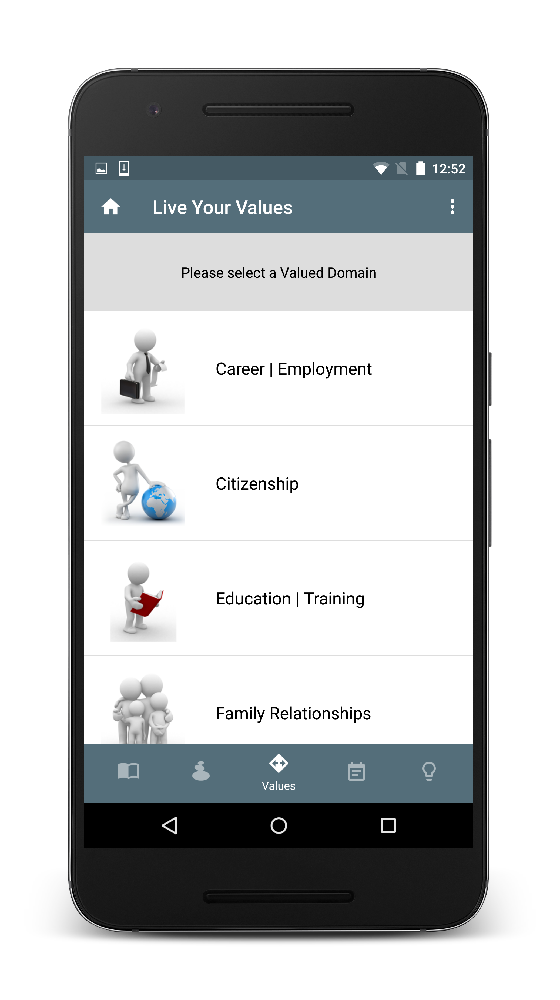 12:52
Live Your Values
Please select a Valued Domain
Career | Employment
Citizenship
Education | Training
Family Relationships
Values